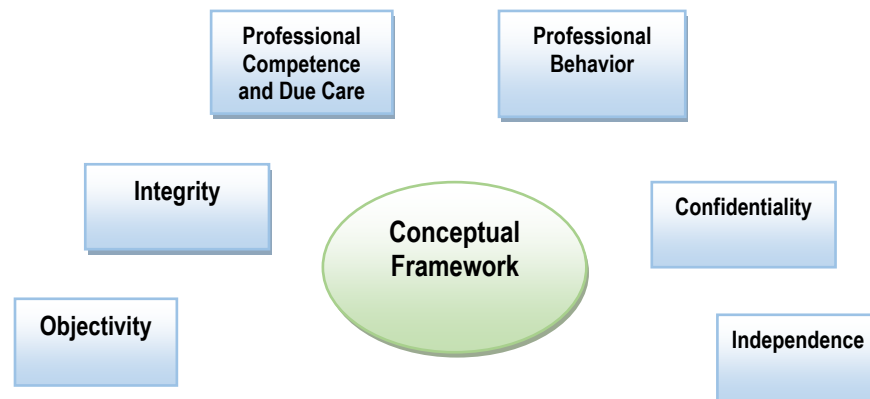 Professional
Competence
and Due Care
Professional
Behavior
Integrity
Conceptual
Framework
Confidentiality
Objectivity
Independence